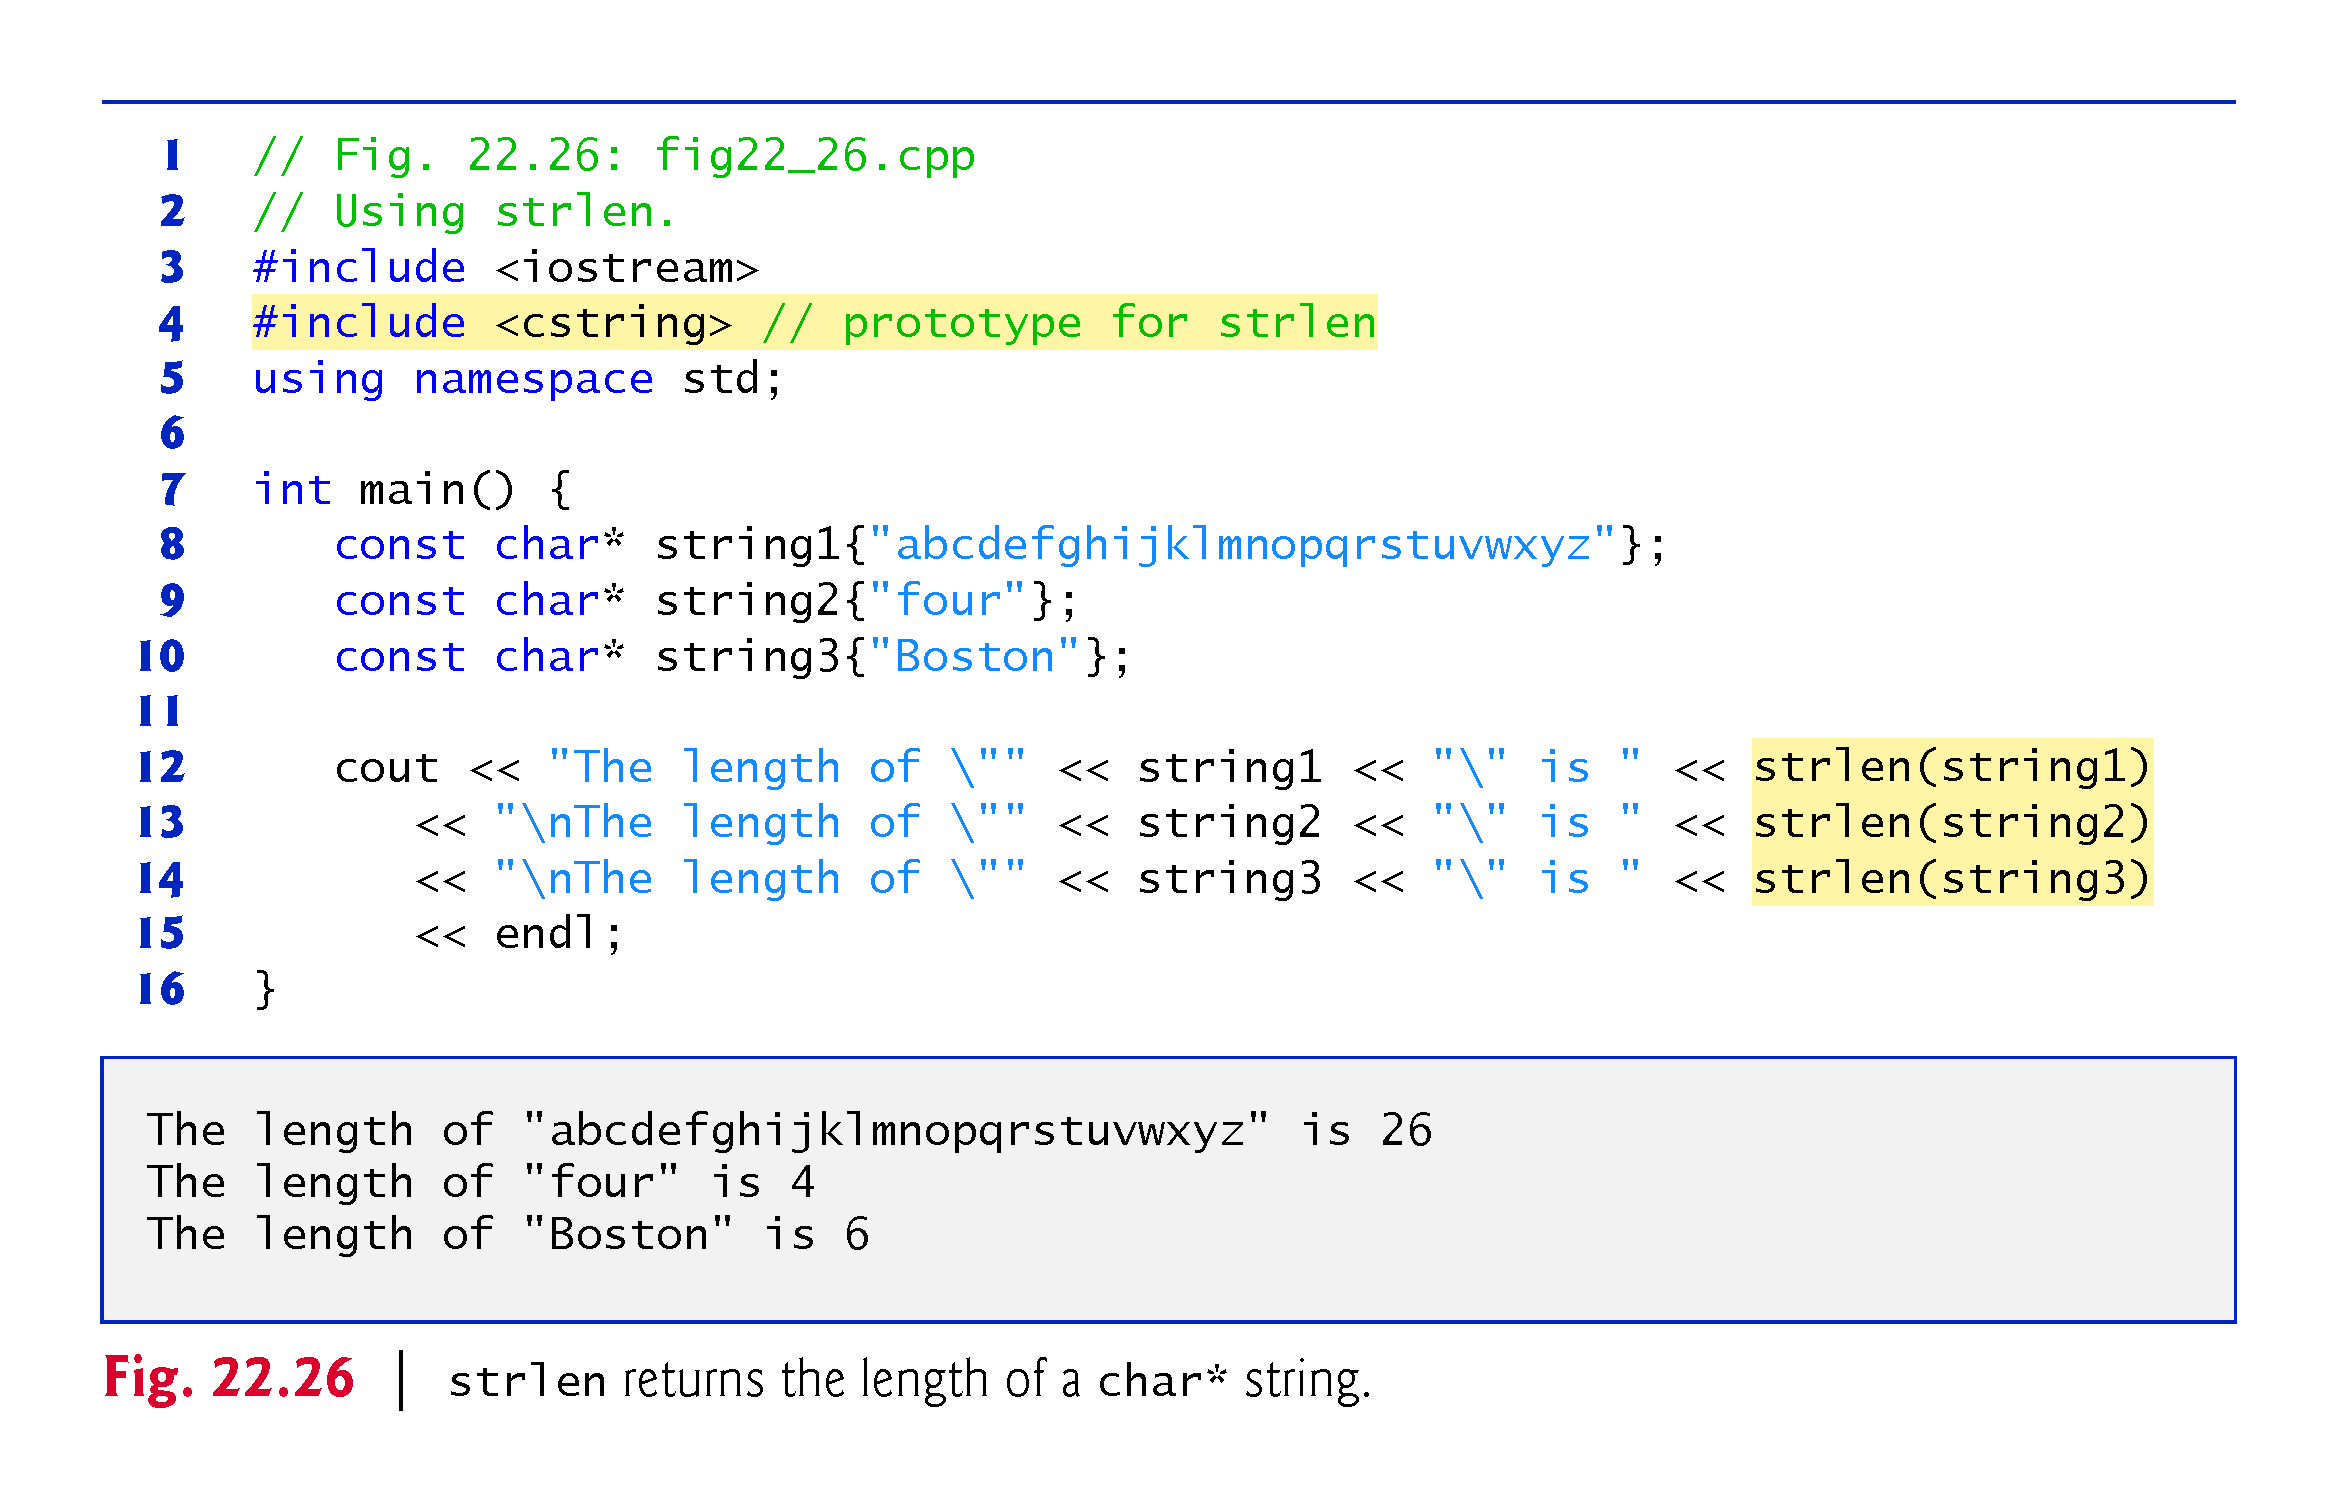 1 // Fig. 22.26: fig22_26.cpp
2 // Using strlen.
3 #include <iostream>
4 #include <cstring> // prototype for strlen
5 using namespace std;
6
7 int main() {
8    const char* string1{"abcdefghijklmnopqrstuvwxyz"};
9    const char* string2{"four"};
10    const char* string3{"Boston"};
11
12    cout << "The length of \"" << string1 << "\" is " << strlen(string1)
13       << "\nThe length of \"" << string2 << "\" is " << strlen(string2)
14       << "\nThe length of \"" << string3 << "\" is " << strlen(string3)
15       << endl;
16 }
The length of "abcdefghijklmnopqrstuvwxyz" is 26
The length of "four" is 4
The length of "Boston" is 6
Fig. 22.26 | strlen returns the length of a char* string.